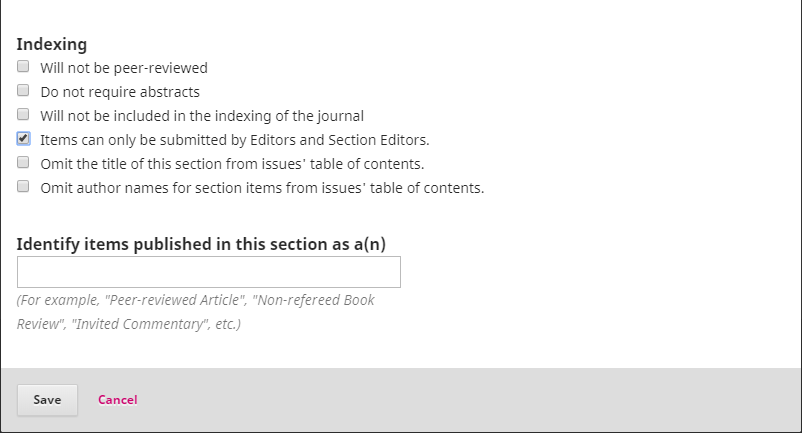 Indexing
Will not be peer-reviewed
Do not require abstracts
Will not be included in the indexing of the journal
Items can only be submitted by Editors and Section Editors.
Omit the title of this section from issues' table of contents.
Omit author names for section items from issues' table of contents.
Identify items published in this section as a(n)
(For example, "Peer-reviewed Article", "Non-refereed Book
Review", "Invited Commentary", etc.)
Save Cancel